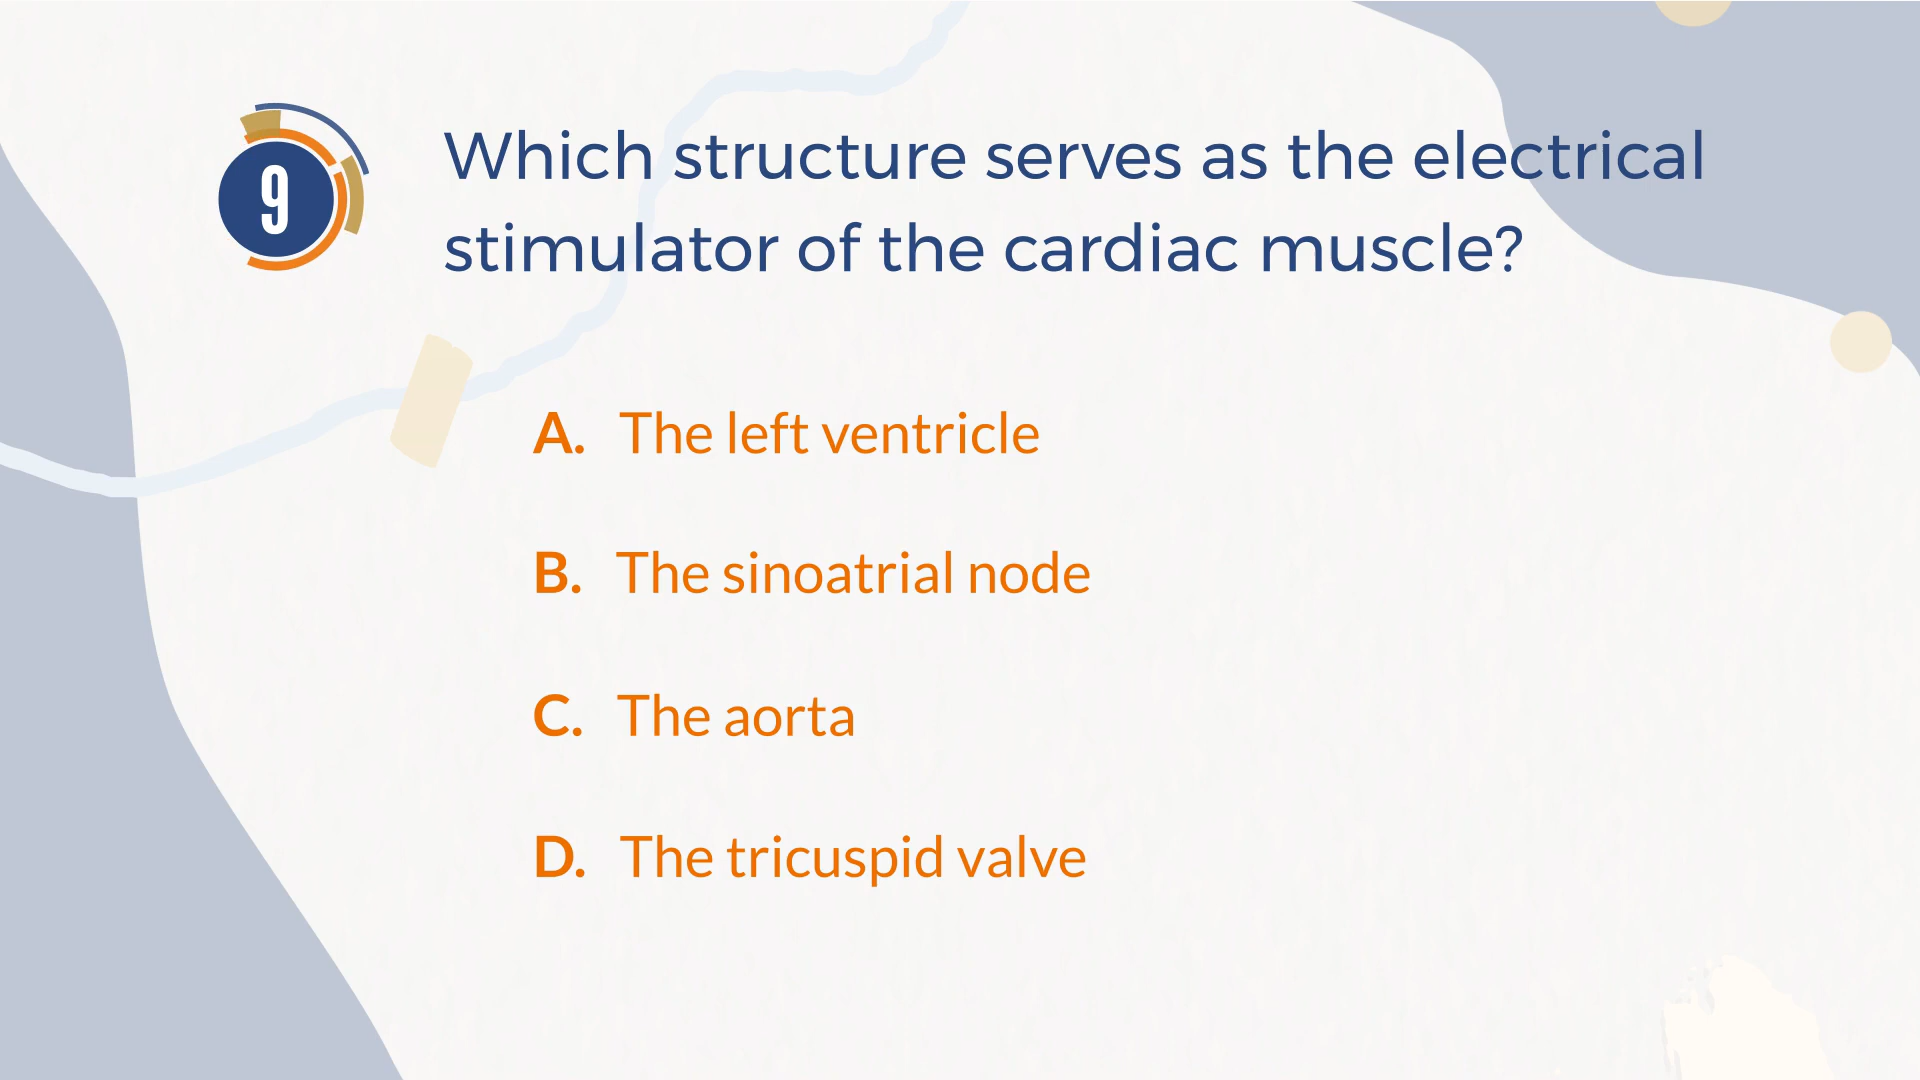 9
Which structure serves as the electrical
stimulator of the cardiac muscle?
A. The left ventricle
B. The sinoatrial node
C. The aorta
D. The tricuspid valve